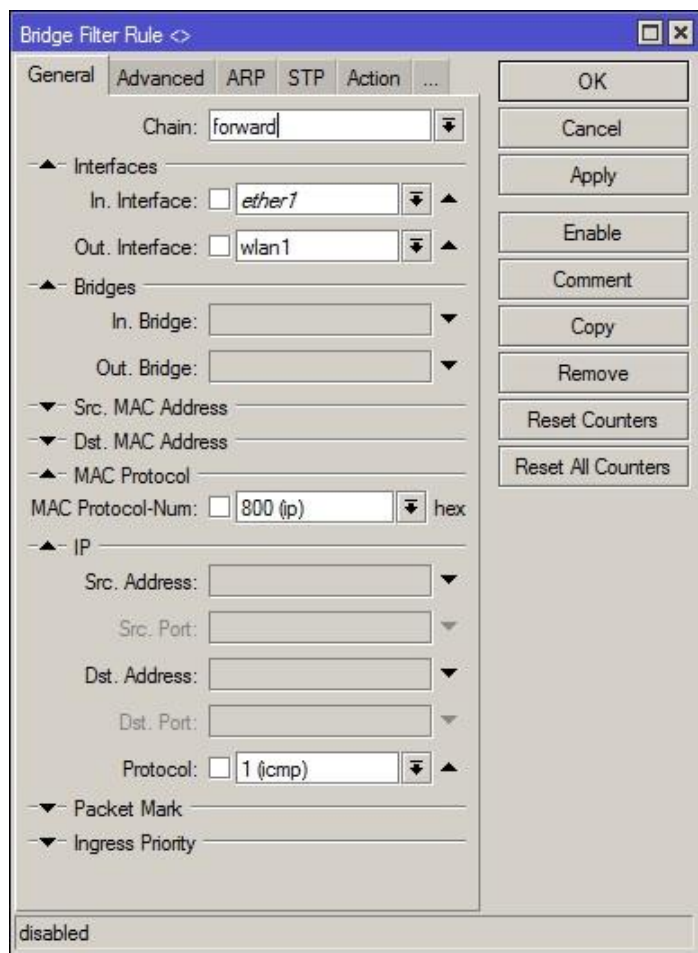 Bridge Filter Rule <>
General Advanced ARP STP Action ...
Chain: forward
Interfaces
In. Interface: ether1
Out. Interface: wlan1
Bridges
In. Bridge:
Out. Bridge:
Src. MAC Address
Dst. MAC Address
MAC Protocol
MAC Protocol-Num: 800 (ip) hex
IP
Src. Address:
Src. Port:
Dst. Address:
Dst. Port:
Protocol: 1 (icmp)
Packet Mark
Ingress Priority
OK
Cancel
Apply
Enable
Comment
Copy
Remove
Reset Counters
Reset All Counters
disabled